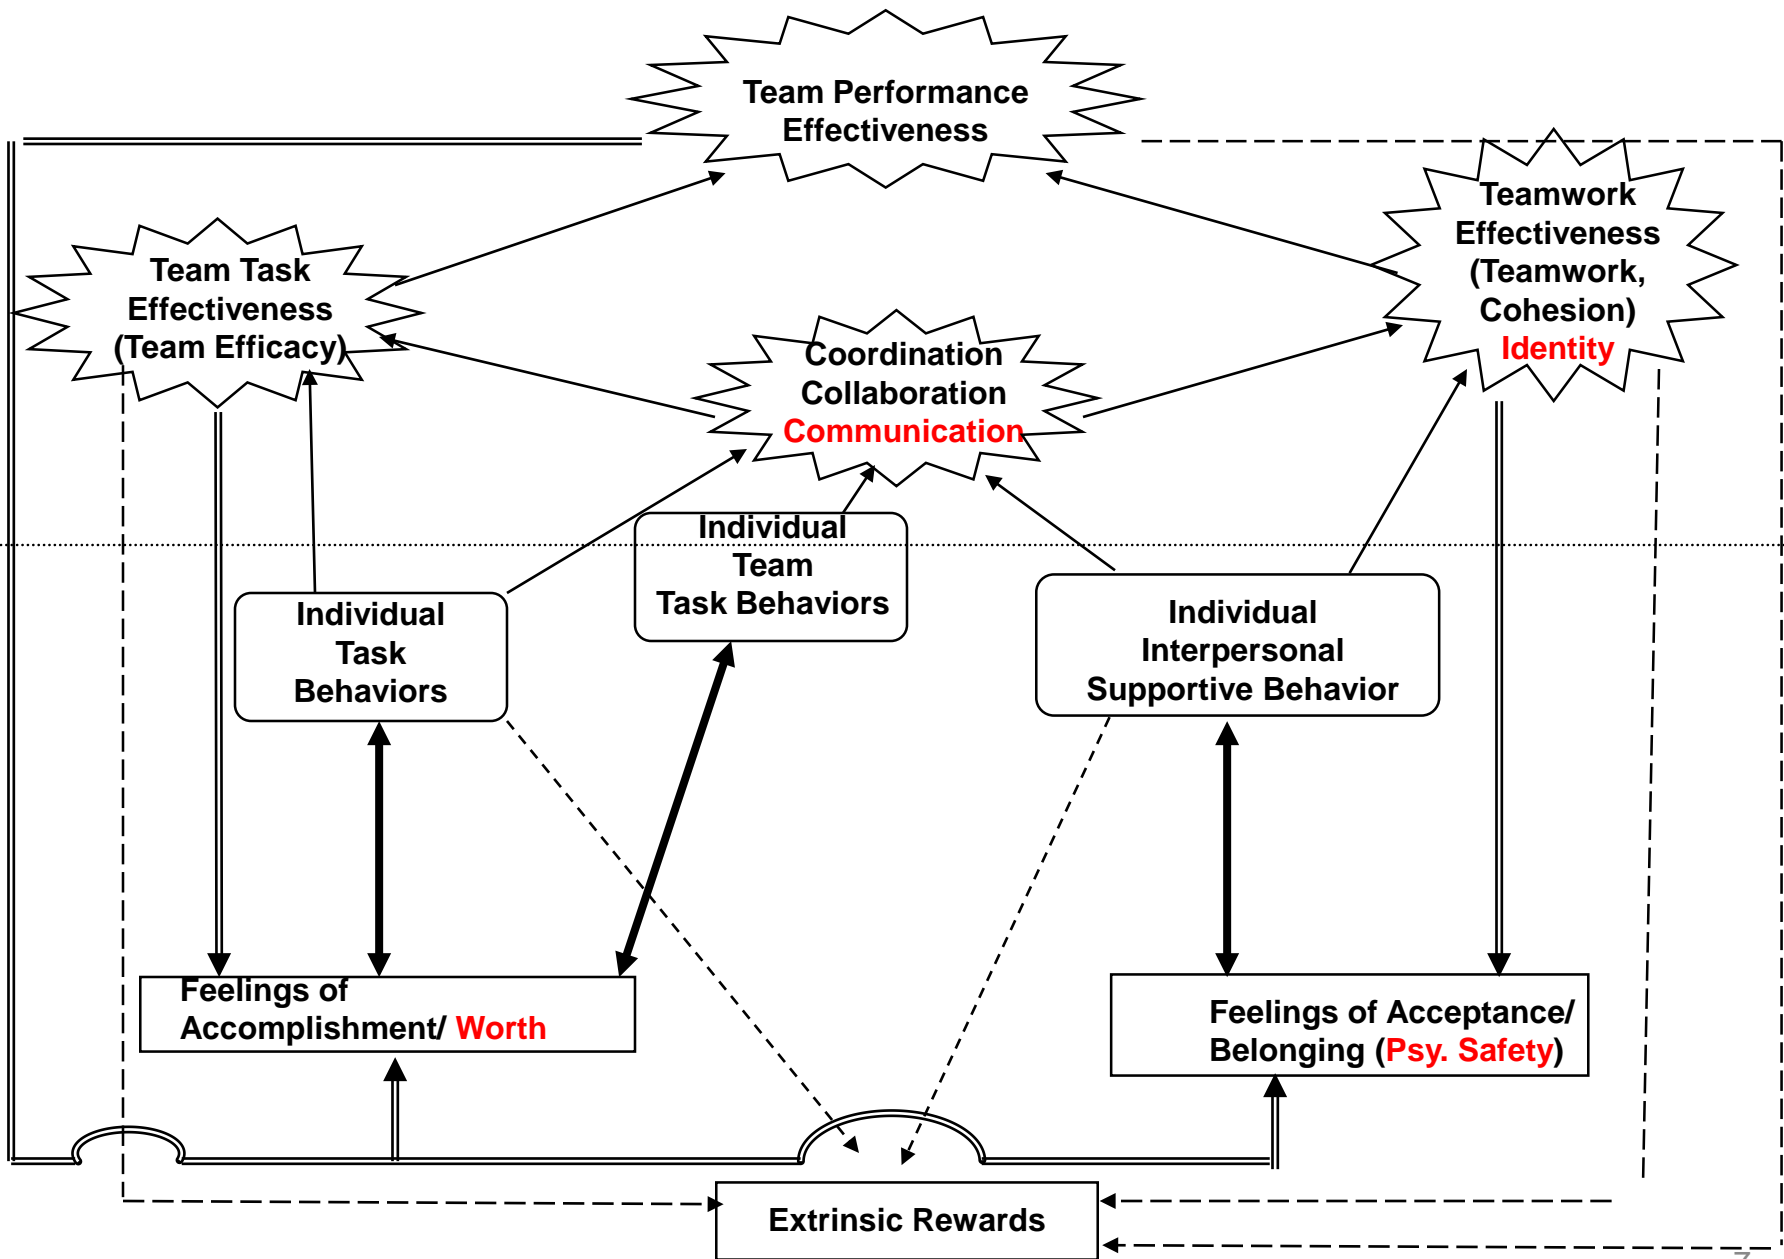 Team Performance
Effectiveness
Teamwork
Effectiveness
(Teamwork,
Cohesion)
Identity
Team Task
Effectiveness
(Team Efficacy)
Coordination
Collaboration
Communication
Individual
Team
Task Behaviors
Individual
Task
Behaviors
Individual
Interpersonal
Supportive Behavior
Feelings of
Accomplishment/ Worth
Feelings of Acceptance/
Belonging (Psy. Safety)
Extrinsic Rewards